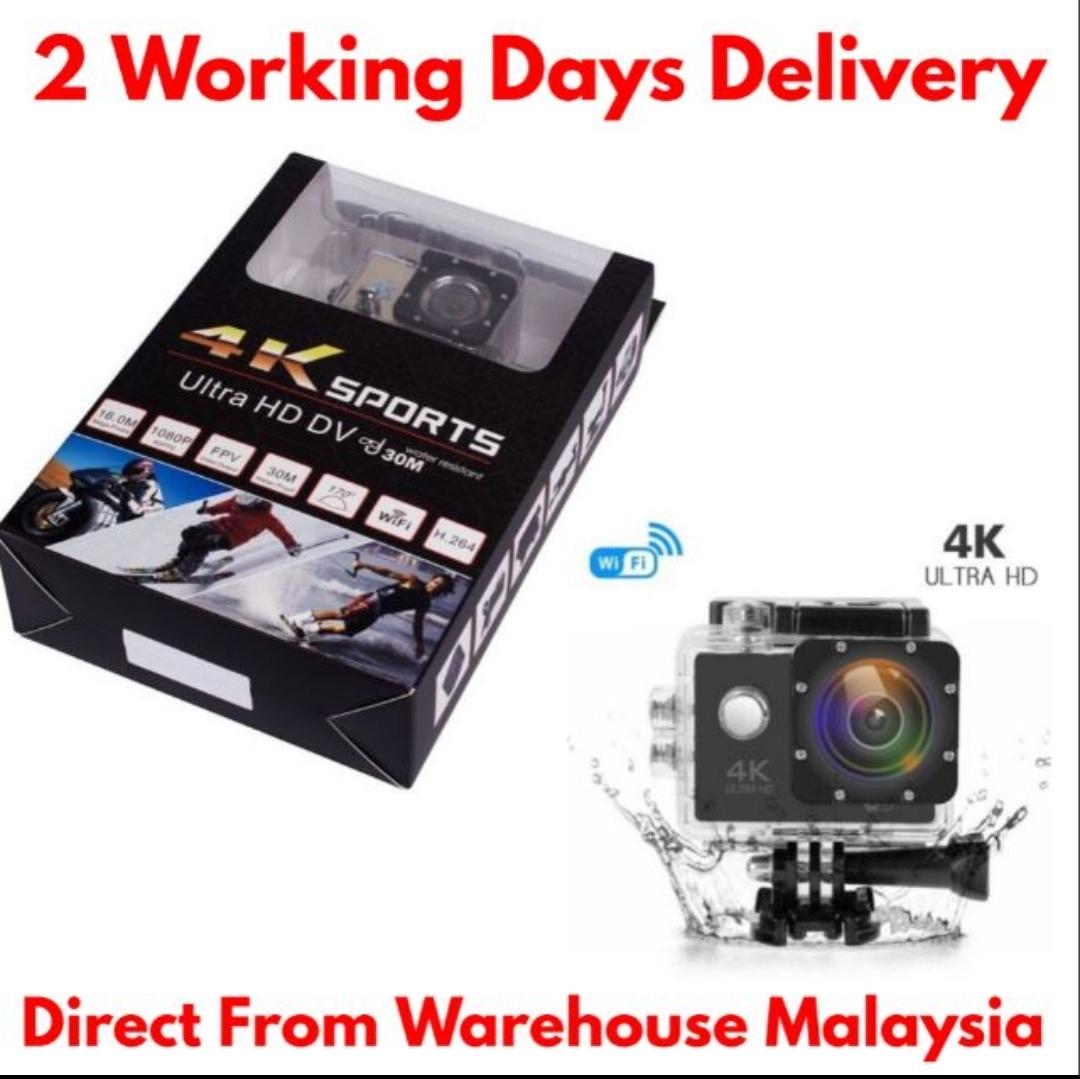 2 Working Days Delivery
4K SPORTS
Ultra HD DV
water resistant
30M
16.0M
1080P
FPV
30M
170°
WiFi
H.264
WiFi
4K
ULTRA HD
4K
ULTRA HD
Direct From Warehouse Malaysia